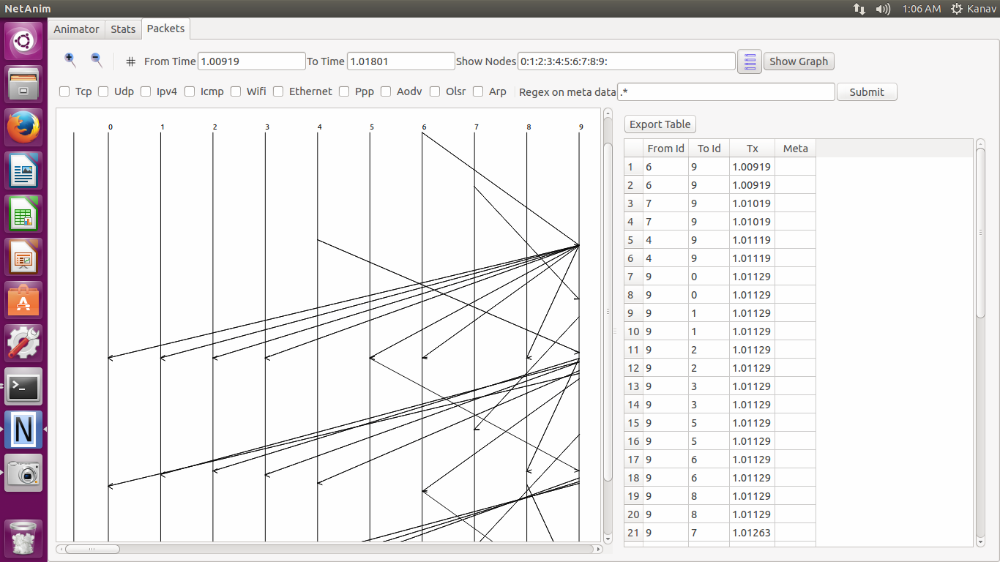 NetAnim 1:06 AM Kanav
Animator Stats Packets
# From Time 1.00919 To Time 1.01801 Show Nodes 0:1:2:3:4:5:6:7:8:9: Show Graph
Tcp Udp Ipv4 Icmp Wifi Ethernet Ppp Aodv Olsr Arp Regex on meta data .* Submit
0 1 2 3 4 5 6 7 8 9
Export Table
From Id To Id Tx Meta
1 6 9 1.00919
2 6 9 1.00919
3 7 9 1.01019
4 7 9 1.01019
5 4 9 1.01119
6 4 9 1.01119
7 9 0 1.01129
8 9 0 1.01129
9 9 1 1.01129
10 9 1 1.01129
11 9 2 1.01129
12 9 2 1.01129
13 9 3 1.01129
14 9 3 1.01129
15 9 5 1.01129
16 9 5 1.01129
17 9 6 1.01129
18 9 6 1.01129
19 9 8 1.01129
20 9 8 1.01129
21 9 7 1.01263